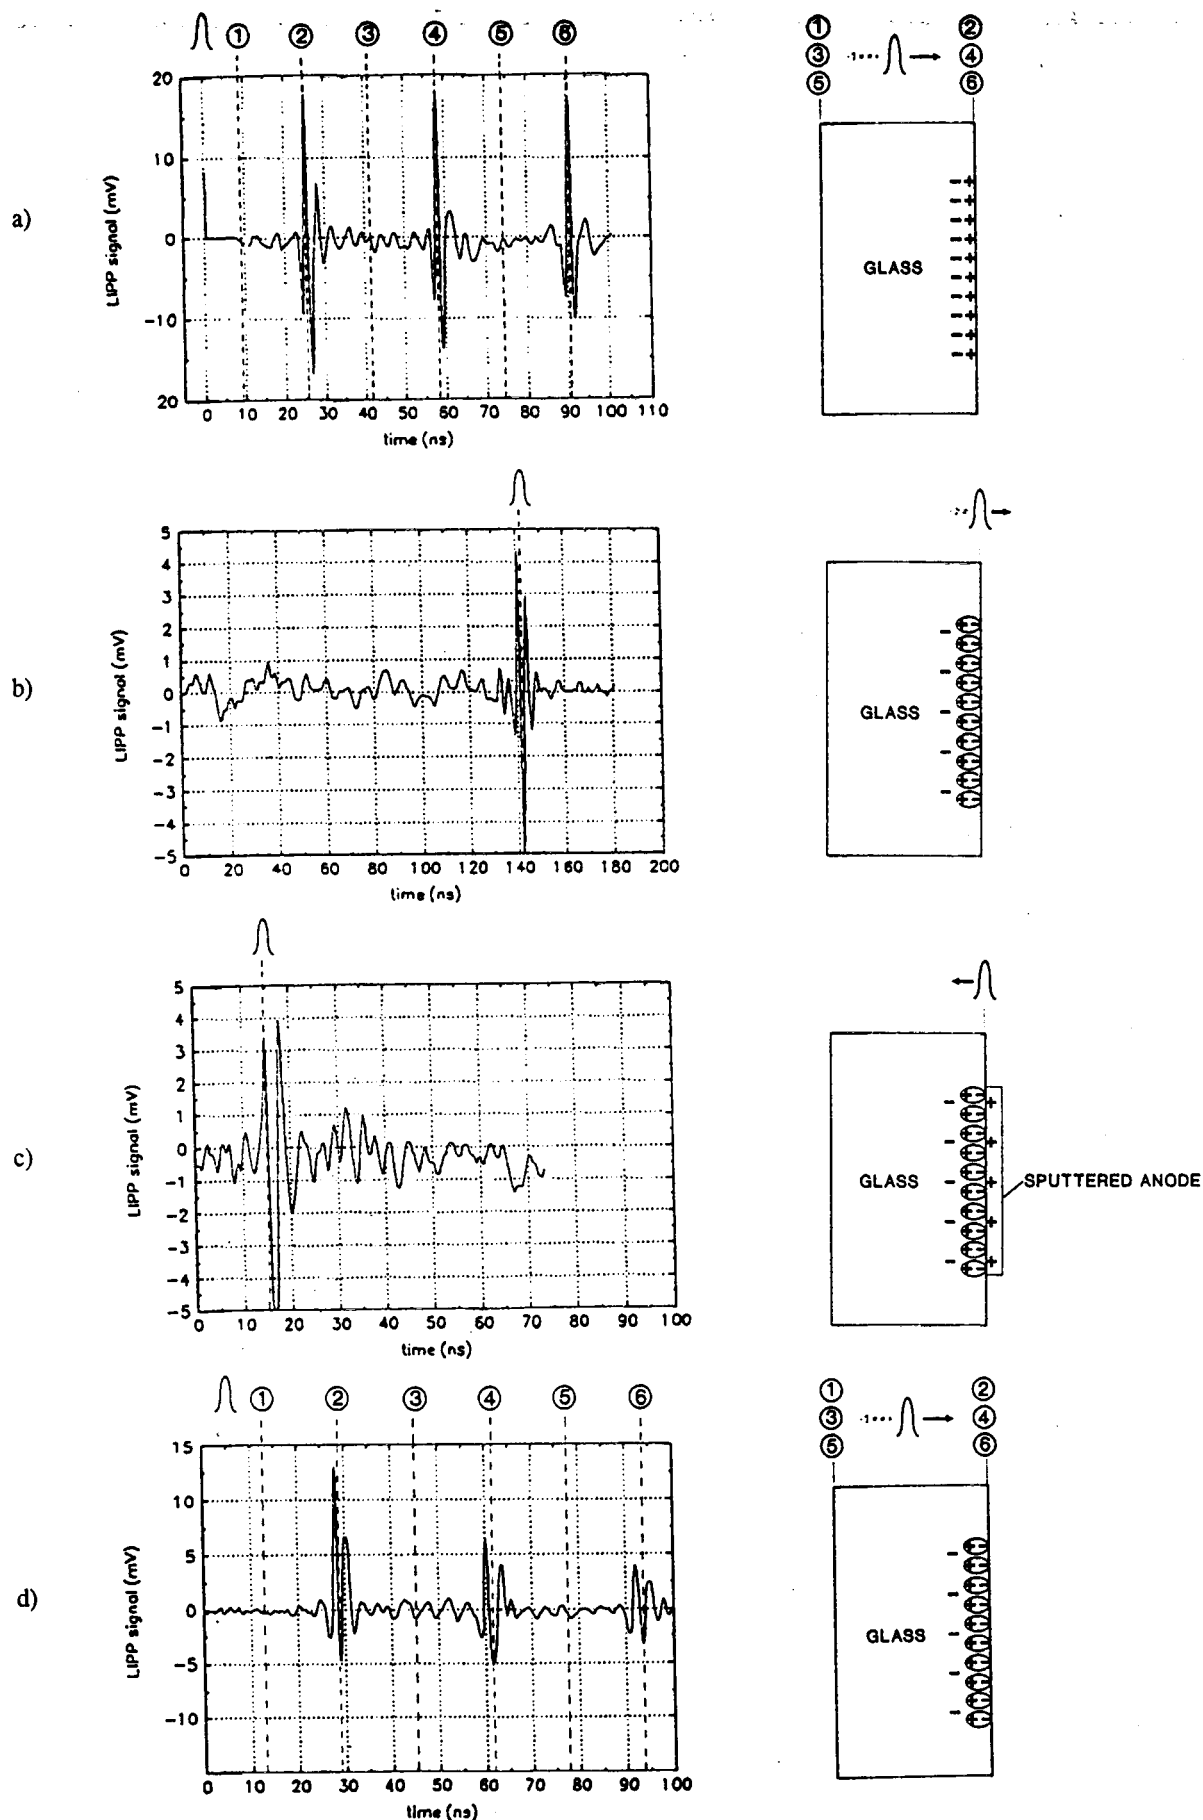 ① ② ③ ④ ⑤ ⑥
① ②
③ -1··· → ④
⑤ ⑥
a)
LIPP signal (mV)
20
10
0
-10
20
0 10 20 30 40 50 60 70 80 90 100 110
time (ns)
GLASS
- +
- +
- +
- +
- +
- +
- +
- +
- +
- +
b)
LIPP signal (mV)
5
4
3
2
1
0
-1
-2
-3
-4
-5
0 20 40 60 80 100 120 140 160 180 200
time (ns)
GLASS
c)
LIPP signal (mV)
5
4
3
2
1
0
-1
-2
-3
-4
-5
0 10 20 30 40 50 60 70 80 90 100
time (ns)
GLASS
SPUTTERED ANODE
① ② ③ ④ ⑤ ⑥
① ②
③ -1··· → ④
⑤ ⑥
d)
LIPP signal (mV)
15
10
5
0
-5
-10
0 10 20 30 40 50 60 70 80 90 100
time (ns)
GLASS